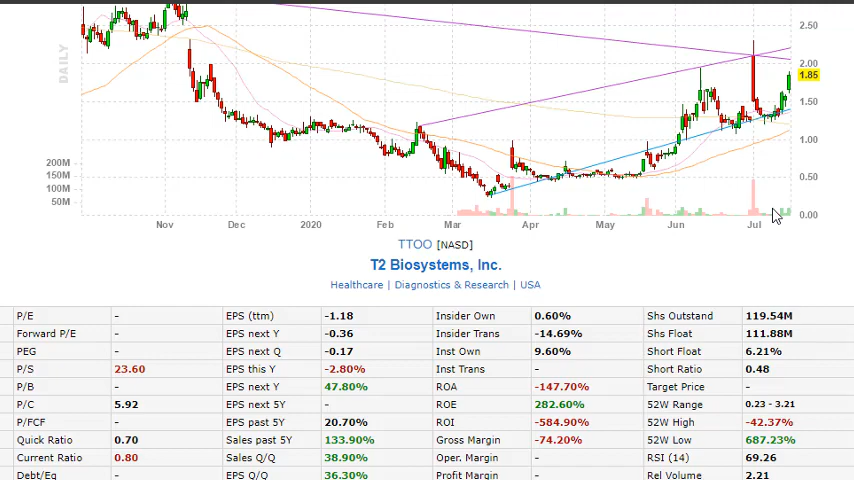 2.50
DAILY
2.00
1.85
1.50
1.00
200M
0.50
150M
100M
50M
0.00
Nov Dec 2020 Feb Mar Apr May Jun Jul
TTOO [NASD]
T2 Biosystems, Inc.
Healthcare | Diagnostics & Research | USA
P/E - EPS (ttm) -1.18 Insider Own 0.60% Shs Outstand 119.54M
Forward P/E - EPS next Y -0.36 Insider Trans -14.69% Shs Float 111.88M
PEG - EPS next Q -0.17 Inst Own 9.60% Short Float 6.21%
P/S 23.60 EPS this Y -2.80% Inst Trans - Short Ratio 0.48
P/B - EPS next Y 47.80% ROA -147.70% Target Price -
P/C 5.92 EPS next 5Y - ROE 282.60% 52W Range 0.23 - 3.21
P/FCF - EPS past 5Y 20.70% ROI -584.90% 52W High -42.37%
Quick Ratio 0.70 Sales past 5Y 133.90% Gross Margin -74.20% 52W Low 687.23%
Current Ratio 0.80 Sales Q/Q 38.90% Oper. Margin - RSI (14) 69.26
Debt/Eq - EPS Q/Q 36.30% Profit Margin - Rel Volume 2.21